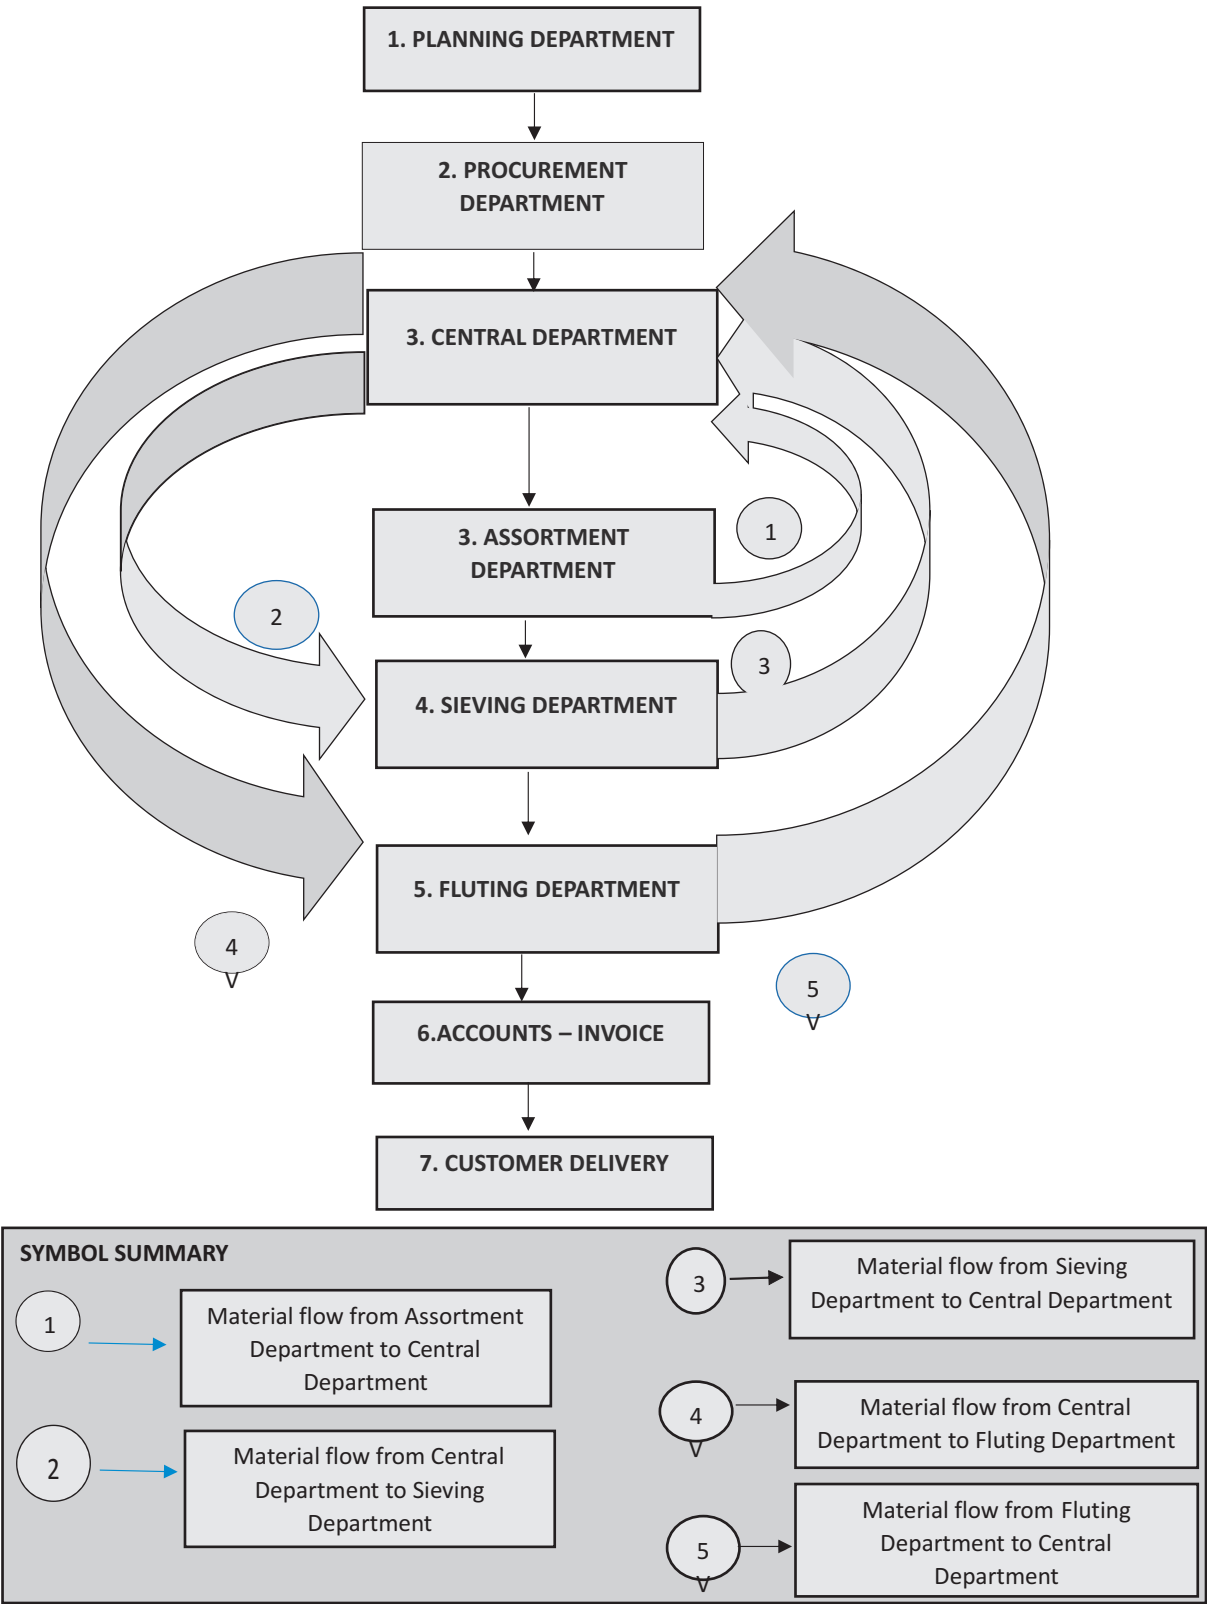 1. PLANNING DEPARTMENT
2. PROCUREMENT
DEPARTMENT
3. CENTRAL DEPARTMENT
3. ASSORTMENT
DEPARTMENT
1
2
3
4. SIEVING DEPARTMENT
5. FLUTING DEPARTMENT
4
V
5
V
6.ACCOUNTS – INVOICE
7. CUSTOMER DELIVERY
SYMBOL SUMMARY
1
Material flow from Assortment
Department to Central
Department
2
Material flow from Central
Department to Sieving
Department
3
Material flow from Sieving
Department to Central Department
4
V
Material flow from Central
Department to Fluting Department
5
V
Material flow from Fluting
Department to Central
Department